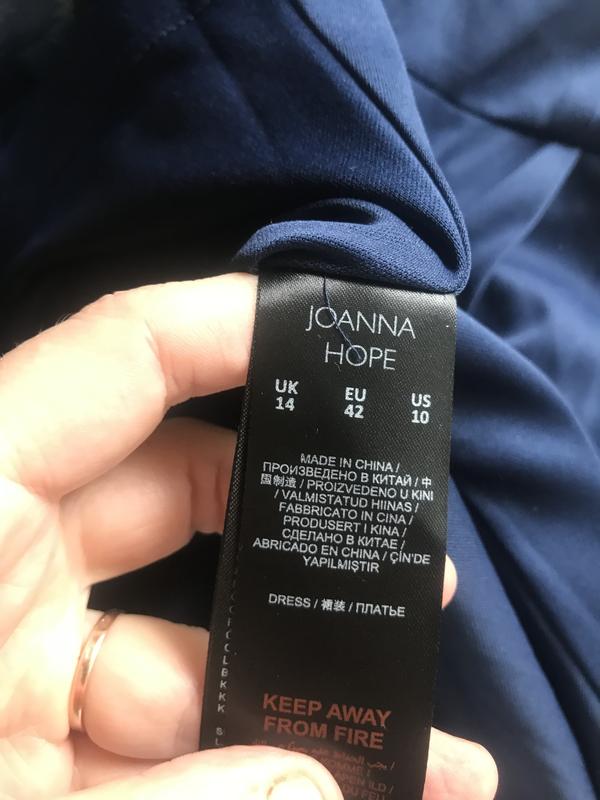 JOANNA
HOPE
UK EU US
14 42 10
MADE IN CHINA /
ПРОИЗВЕДЕНО В КИТАЙ / 中
国制造 / PROIZVEDENO U KINI
/ VALMISTATUD HIINAS /
FABBRICATO IN CINA /
PRODUSERT I KINA /
СДЕЛАНО В КИТАЕ /
ABRICADO EN CHINA / ÇİN'DE
YAPILMIŞTIR
DRESS / 裙装 / ПЛАТЬЕ
KEEP AWAY
FROM FIRE